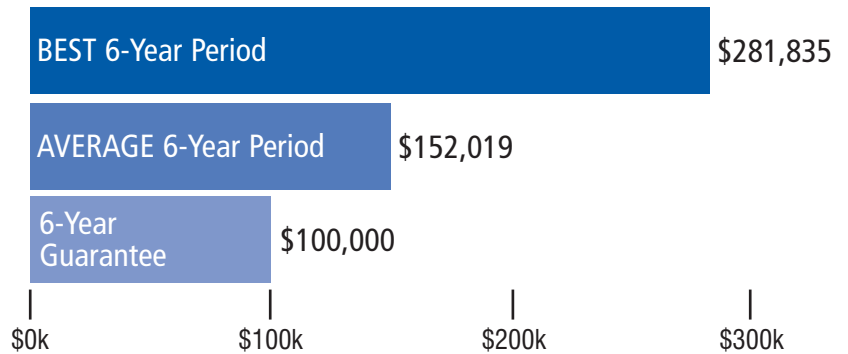 BEST 6-Year Period
$281,835
AVERAGE 6-Year Period
$152,019
6-Year
Guarantee
$100,000
$0k
$100k
$200k
$300k